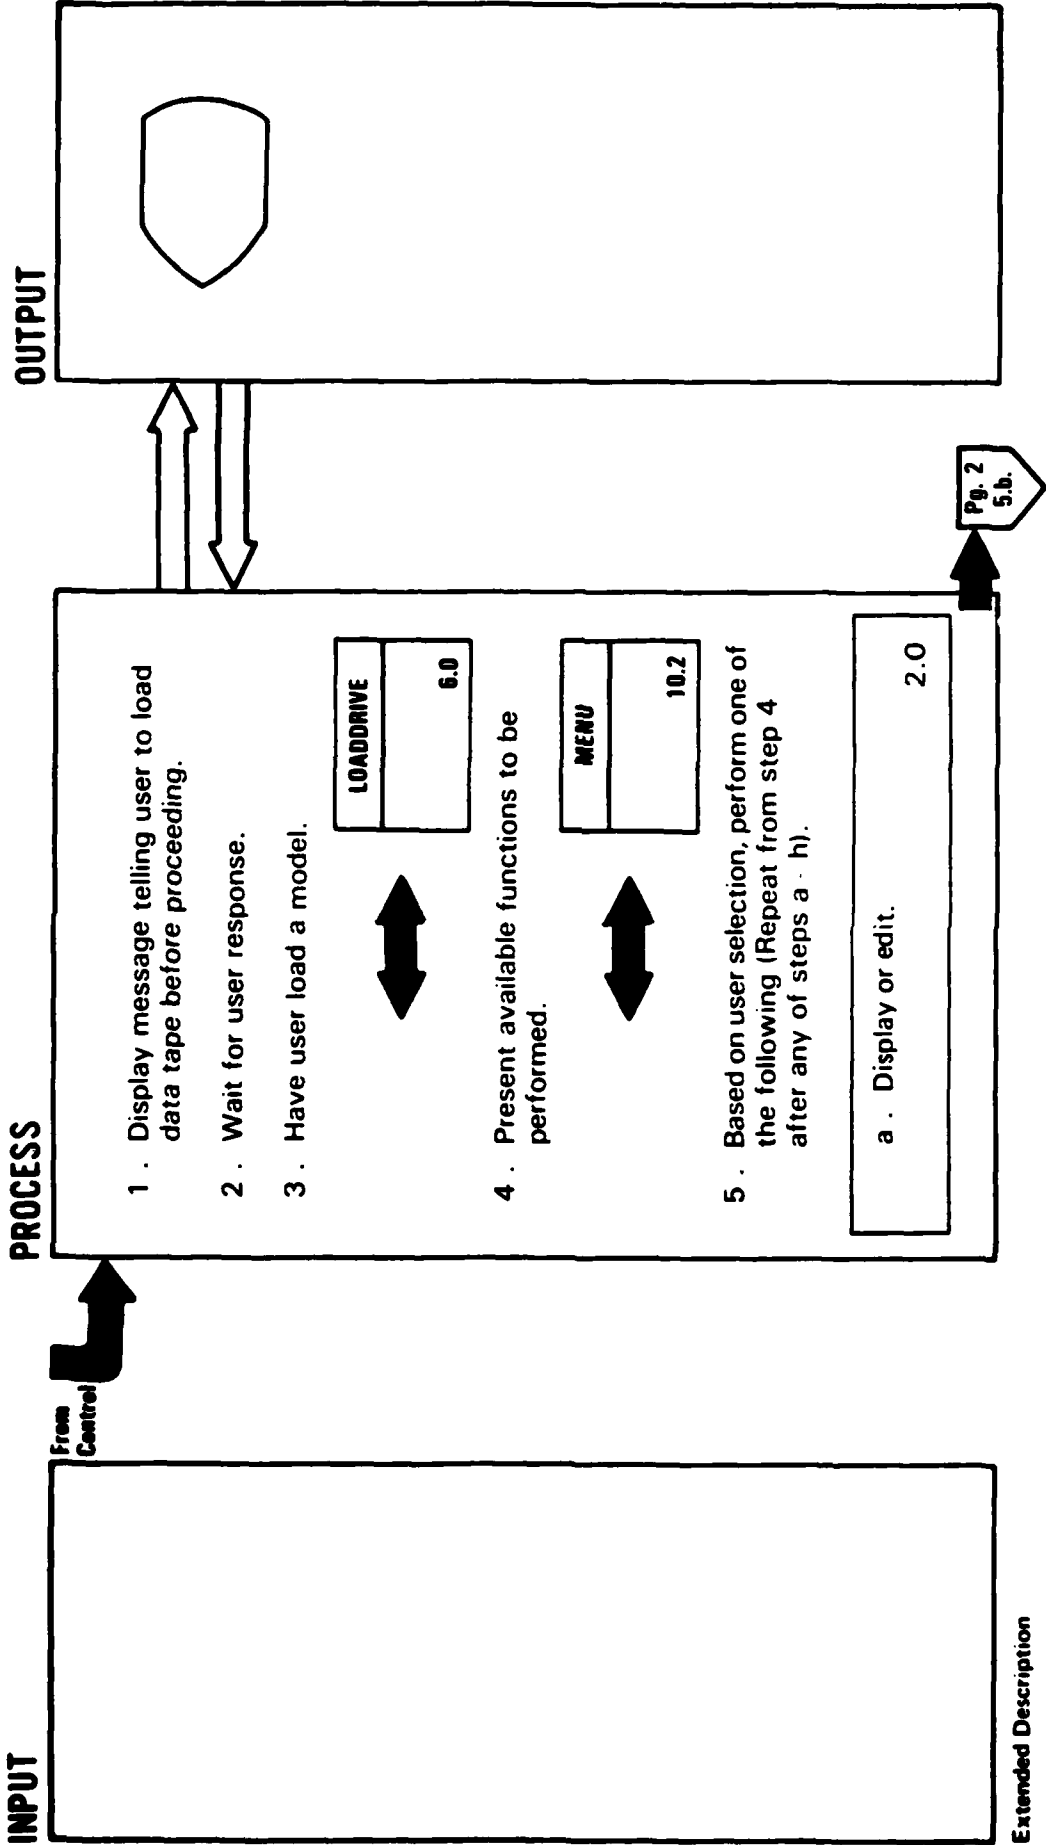 INPUT
From
Control
PROCESS
1 . Display message telling user to load
data tape before proceeding.
2 . Wait for user response.
3 . Have user load a model.
LOADDRIVE
6.0
4 . Present available functions to be
performed.
MENU
10.2
5 . Based on user selection, perform one of
the following (Repeat from step 4
after any of steps a - h).
a . Display or edit.
2.0
Pg. 2
5.b.
OUTPUT
Extended Description